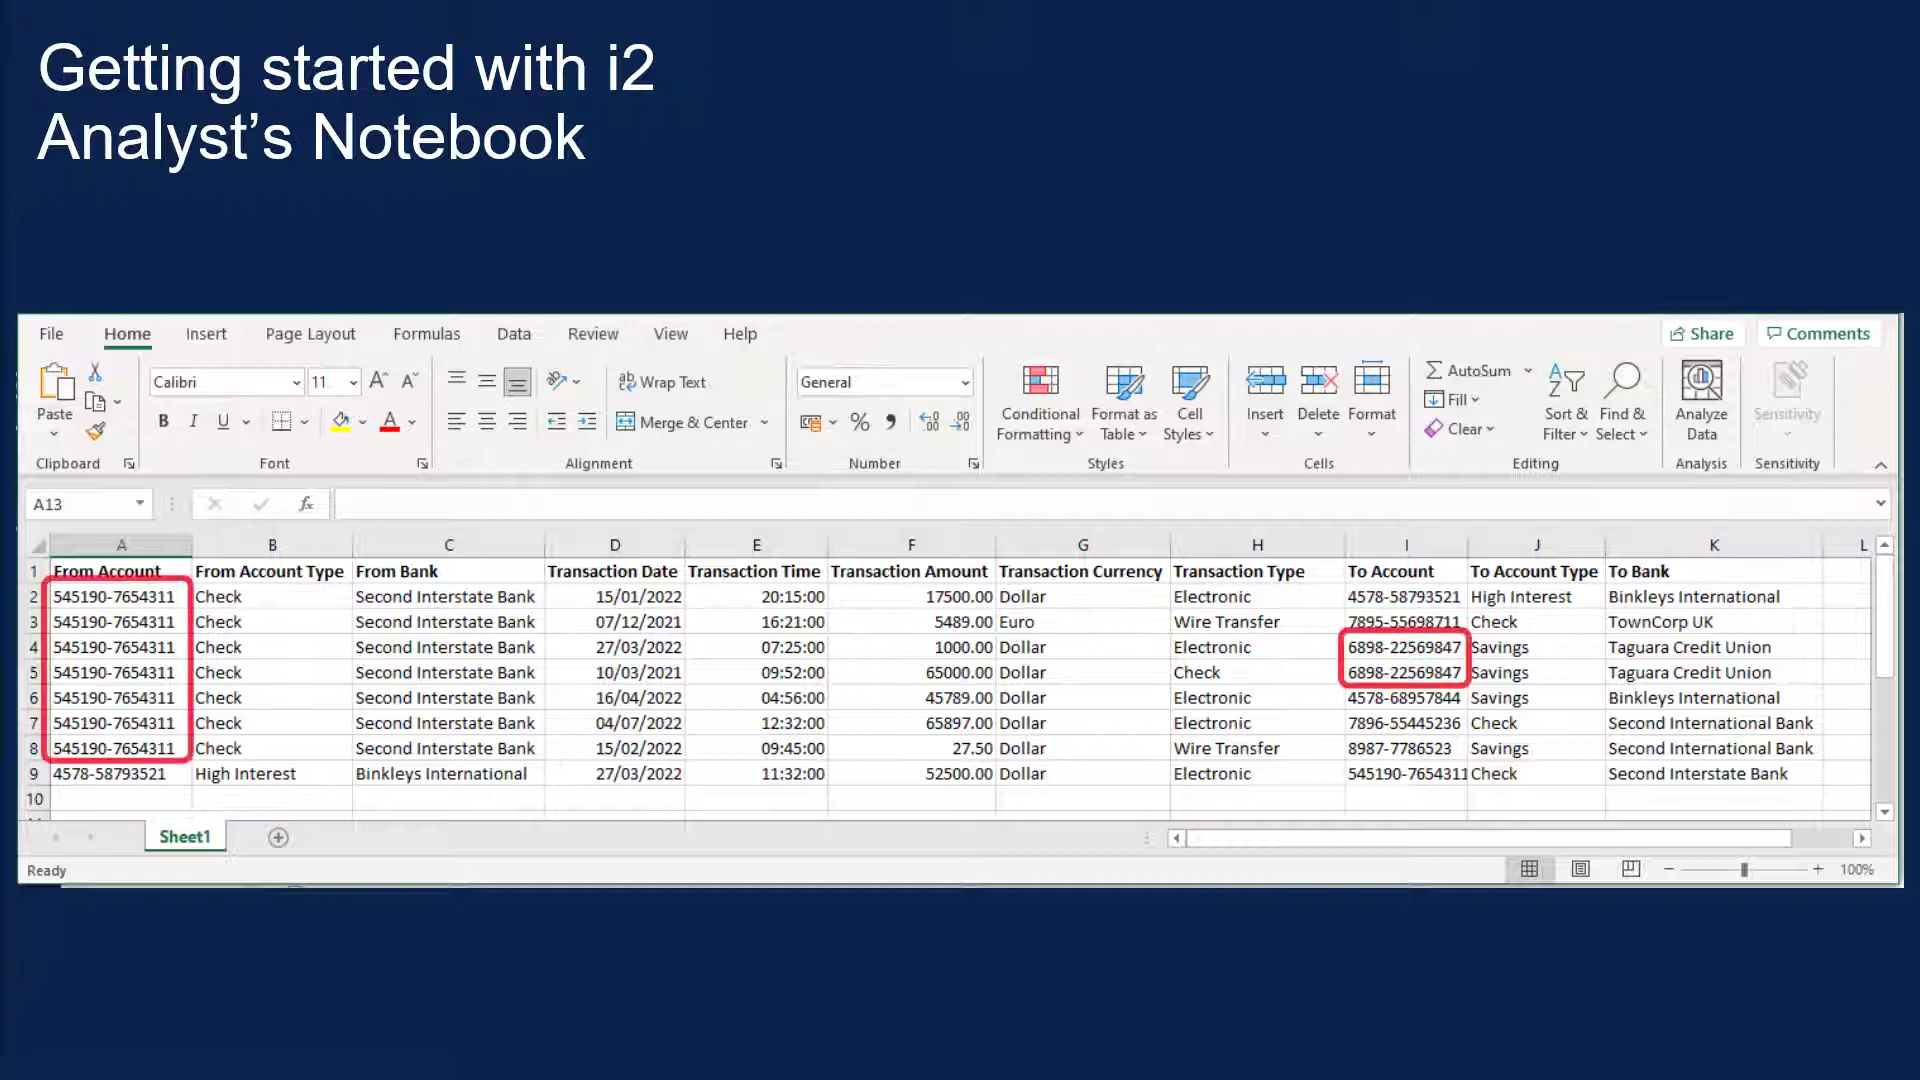 Getting started with i2
Analyst’s Notebook
File Home Insert Page Layout Formulas Data Review View Help Share Comments
Calibri 11 Wrap Text General AutoSum
Paste B I U A Merge & Center % Conditional Formatting Format as Table Cell Styles Insert Delete Format Fill Clear Sort & Filter Find & Select Analyze Data Sensitivity
Clipboard Font Alignment Number Styles Cells Editing Analysis Sensitivity
A13 fx
A B C D E F G H I J K L
1 From Account From Account Type From Bank Transaction Date Transaction Time Transaction Amount Transaction Currency Transaction Type To Account To Account Type To Bank
2 545190-7654311 Check Second Interstate Bank 15/01/2022 20:15:00 17500.00 Dollar Electronic 4578-58793521 High Interest Binkleys International
3 545190-7654311 Check Second Interstate Bank 07/12/2021 16:21:00 5489.00 Euro Wire Transfer 7895-55698711 Check TownCorp UK
4 545190-7654311 Check Second Interstate Bank 27/03/2022 07:25:00 1000.00 Dollar Electronic 6898-22569847 Savings Taguara Credit Union
5 545190-7654311 Check Second Interstate Bank 10/03/2021 09:52:00 65000.00 Dollar Check 6898-22569847 Savings Taguara Credit Union
6 545190-7654311 Check Second Interstate Bank 16/04/2022 04:56:00 45789.00 Dollar Electronic 4578-68957844 Savings Binkleys International
7 545190-7654311 Check Second Interstate Bank 04/07/2022 12:32:00 65897.00 Dollar Electronic 7896-55445236 Check Second International Bank
8 545190-7654311 Check Second Interstate Bank 15/02/2022 09:45:00 27.50 Dollar Wire Transfer 8987-7786523 Savings Second International Bank
9 4578-58793521 High Interest Binkleys International 27/03/2022 11:32:00 52500.00 Dollar Electronic 545190-7654311 Check Second Interstate Bank
10
Sheet1
Ready 100%